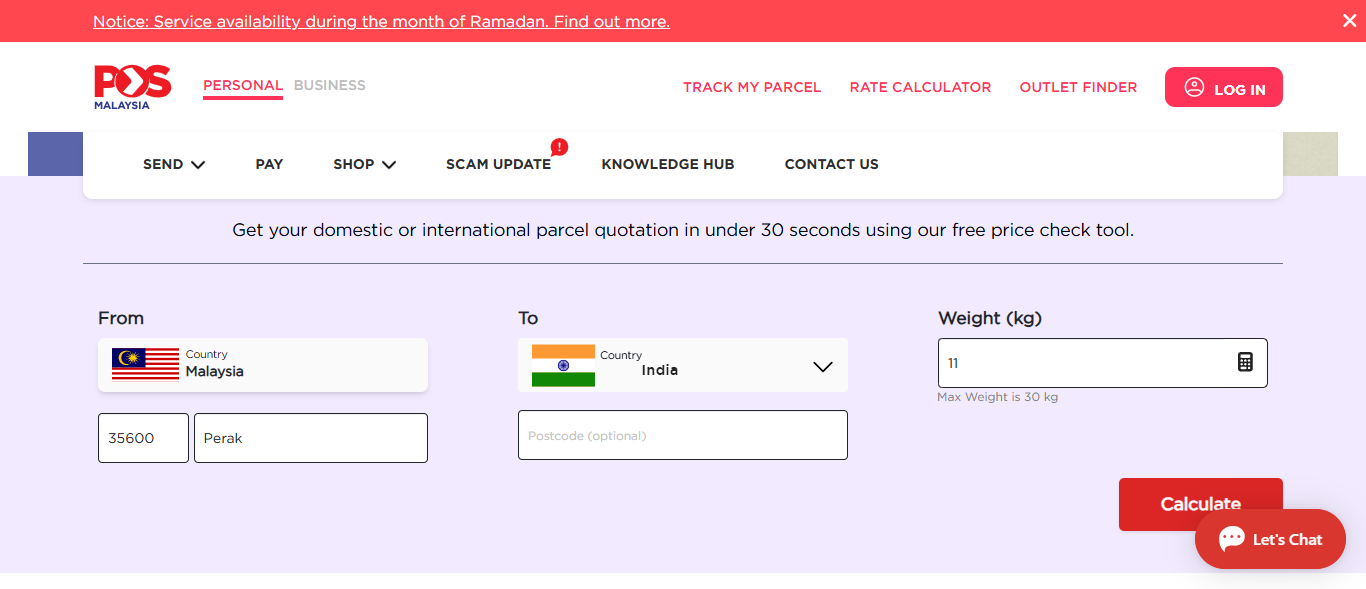 Notice: Service availability during the month of Ramadan. Find out more.
POS
MALAYSIA
PERSONAL BUSINESS
TRACK MY PARCEL RATE CALCULATOR OUTLET FINDER LOG IN
SEND PAY SHOP SCAM UPDATE ! KNOWLEDGE HUB CONTACT US
Get your domestic or international parcel quotation in under 30 seconds using our free price check tool.
From
Country
Malaysia
35600 Perak
To
Country
India
Postcode (optional)
Weight (kg)
11
Max Weight is 30 kg
Calculate
Let's Chat